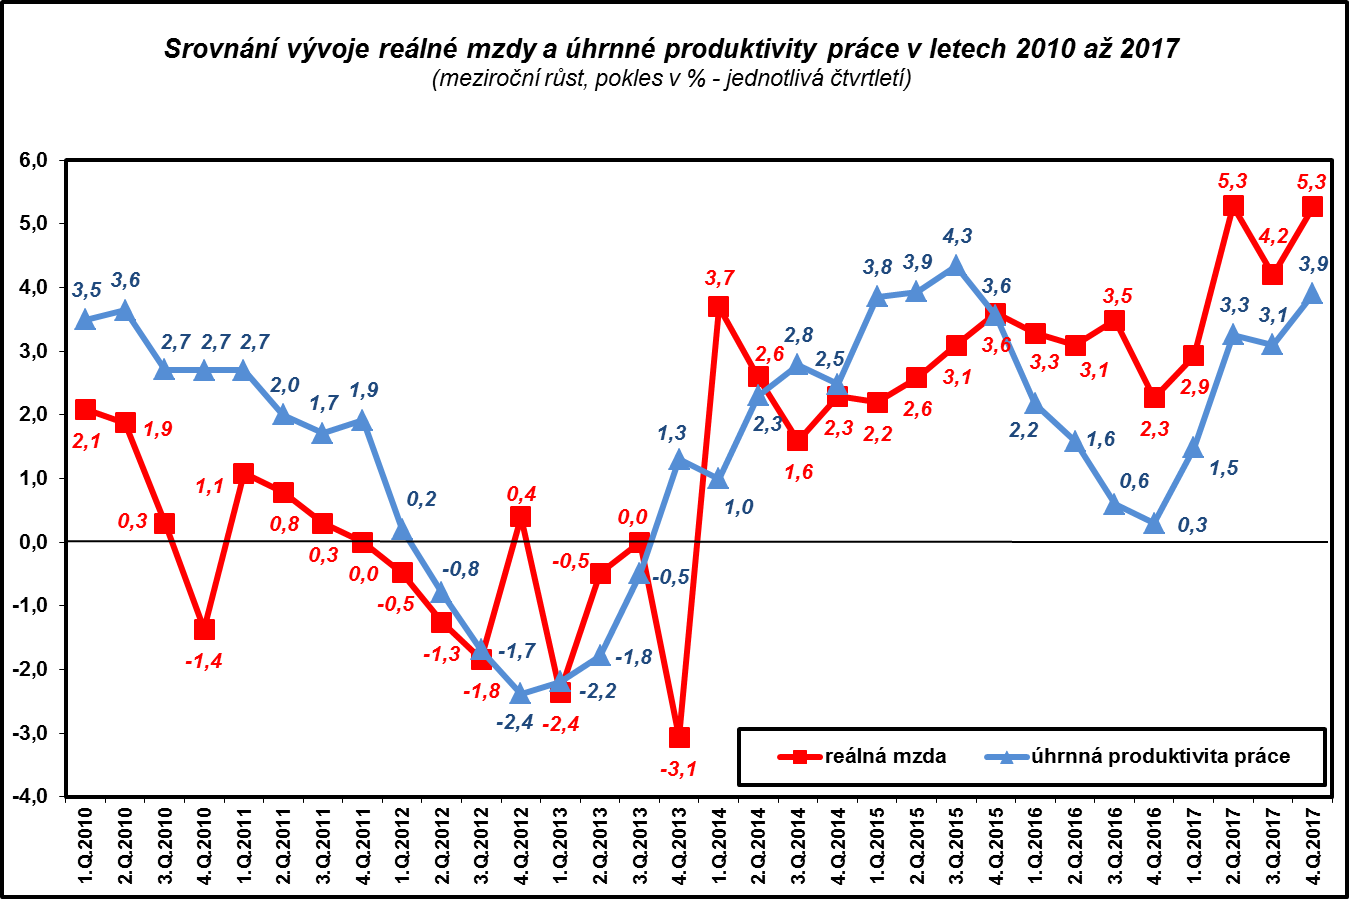 Srovnání vývoje reálné mzdy a úhrnné produktivity práce v letech 2010 až 2017
(meziroční růst, pokles v % - jednotlivá čtvrtletí)
6,0
5,0
4,0
3,0
2,0
1,0
0,0
-1,0
-2,0
-3,0
-4,0
3,5
3,6
2,7
2,7
2,7
2,0
1,7
1,9
0,2
-0,8
-1,7
-2,4
-2,2
-1,8
-0,5
1,3
1,0
2,3
2,8
2,5
3,8
3,9
4,3
3,6
2,2
1,6
0,6
0,3
1,5
3,3
3,1
3,9
2,1
1,9
0,3
-1,4
1,1
0,8
0,3
0,0
-0,5
-1,3
-1,8
0,4
-2,4
-0,5
0,0
-3,1
3,7
2,6
1,6
2,3
2,2
2,6
3,1
3,6
3,3
3,1
3,5
2,3
2,9
5,3
4,2
5,3
reálná mzda
úhrnná produktivita práce
1.Q.2010
2.Q.2010
3.Q.2010
4.Q.2010
1.Q.2011
2.Q.2011
3.Q.2011
4.Q.2011
1.Q.2012
2.Q.2012
3.Q.2012
4.Q.2012
1.Q.2013
2.Q.2013
3.Q.2013
4.Q.2013
1.Q.2014
2.Q.2014
3.Q.2014
4.Q.2014
1.Q.2015
2.Q.2015
3.Q.2015
4.Q.2015
1.Q.2016
2.Q.2016
3.Q.2016
4.Q.2016
1.Q.2017
2.Q.2017
3.Q.2017
4.Q.2017